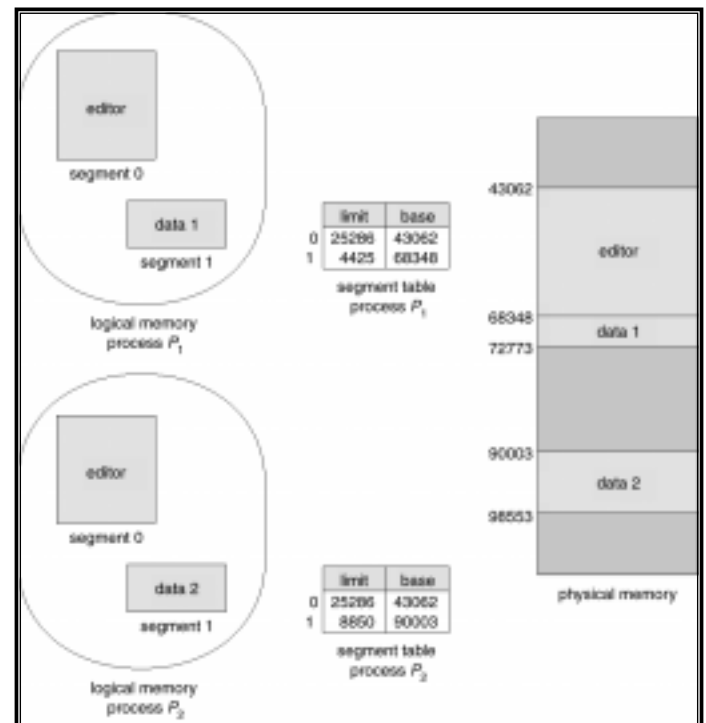 editor
segment 0
data 1
segment 1
logical memory
process P1
limit base
0 25286 43062
1 4425 68348
segment table
process P1
editor
segment 0
data 2
segment 1
logical memory
process P2
limit base
0 25286 43062
1 8850 90003
segment table
process P2
43062
editor
68348
data 1
72773
90003
data 2
98553
physical memory